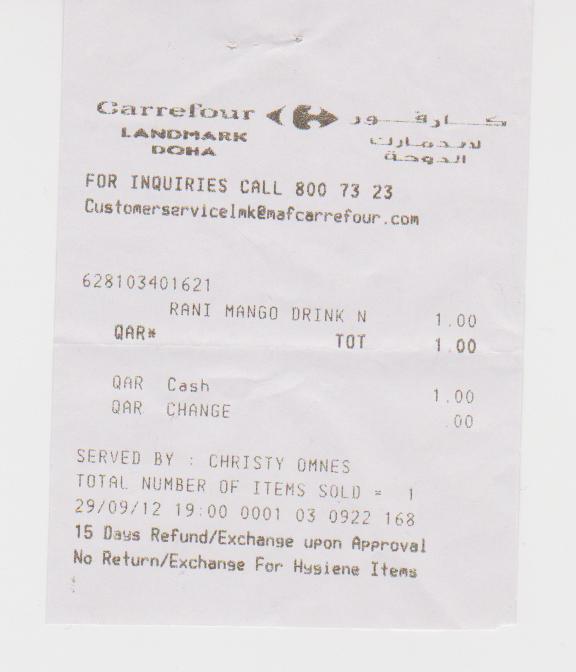 Carrefour كارفور
LANDMARK لاندمارك
DOHA الدوحة
FOR INQUIRIES CALL 800 73 23
Customerservicelmk@mafcarrefour.com
628103401621
RANI MANGO DRINK N 1.00
QAR* TOT 1.00
QAR Cash 1.00
QAR CHANGE .00
SERVED BY : CHRISTY OMNES
TOTAL NUMBER OF ITEMS SOLD = 1
29/09/12 19:00 0001 03 0922 168
15 Days Refund/Exchange upon Approval
No Return/Exchange For Hygiene Items